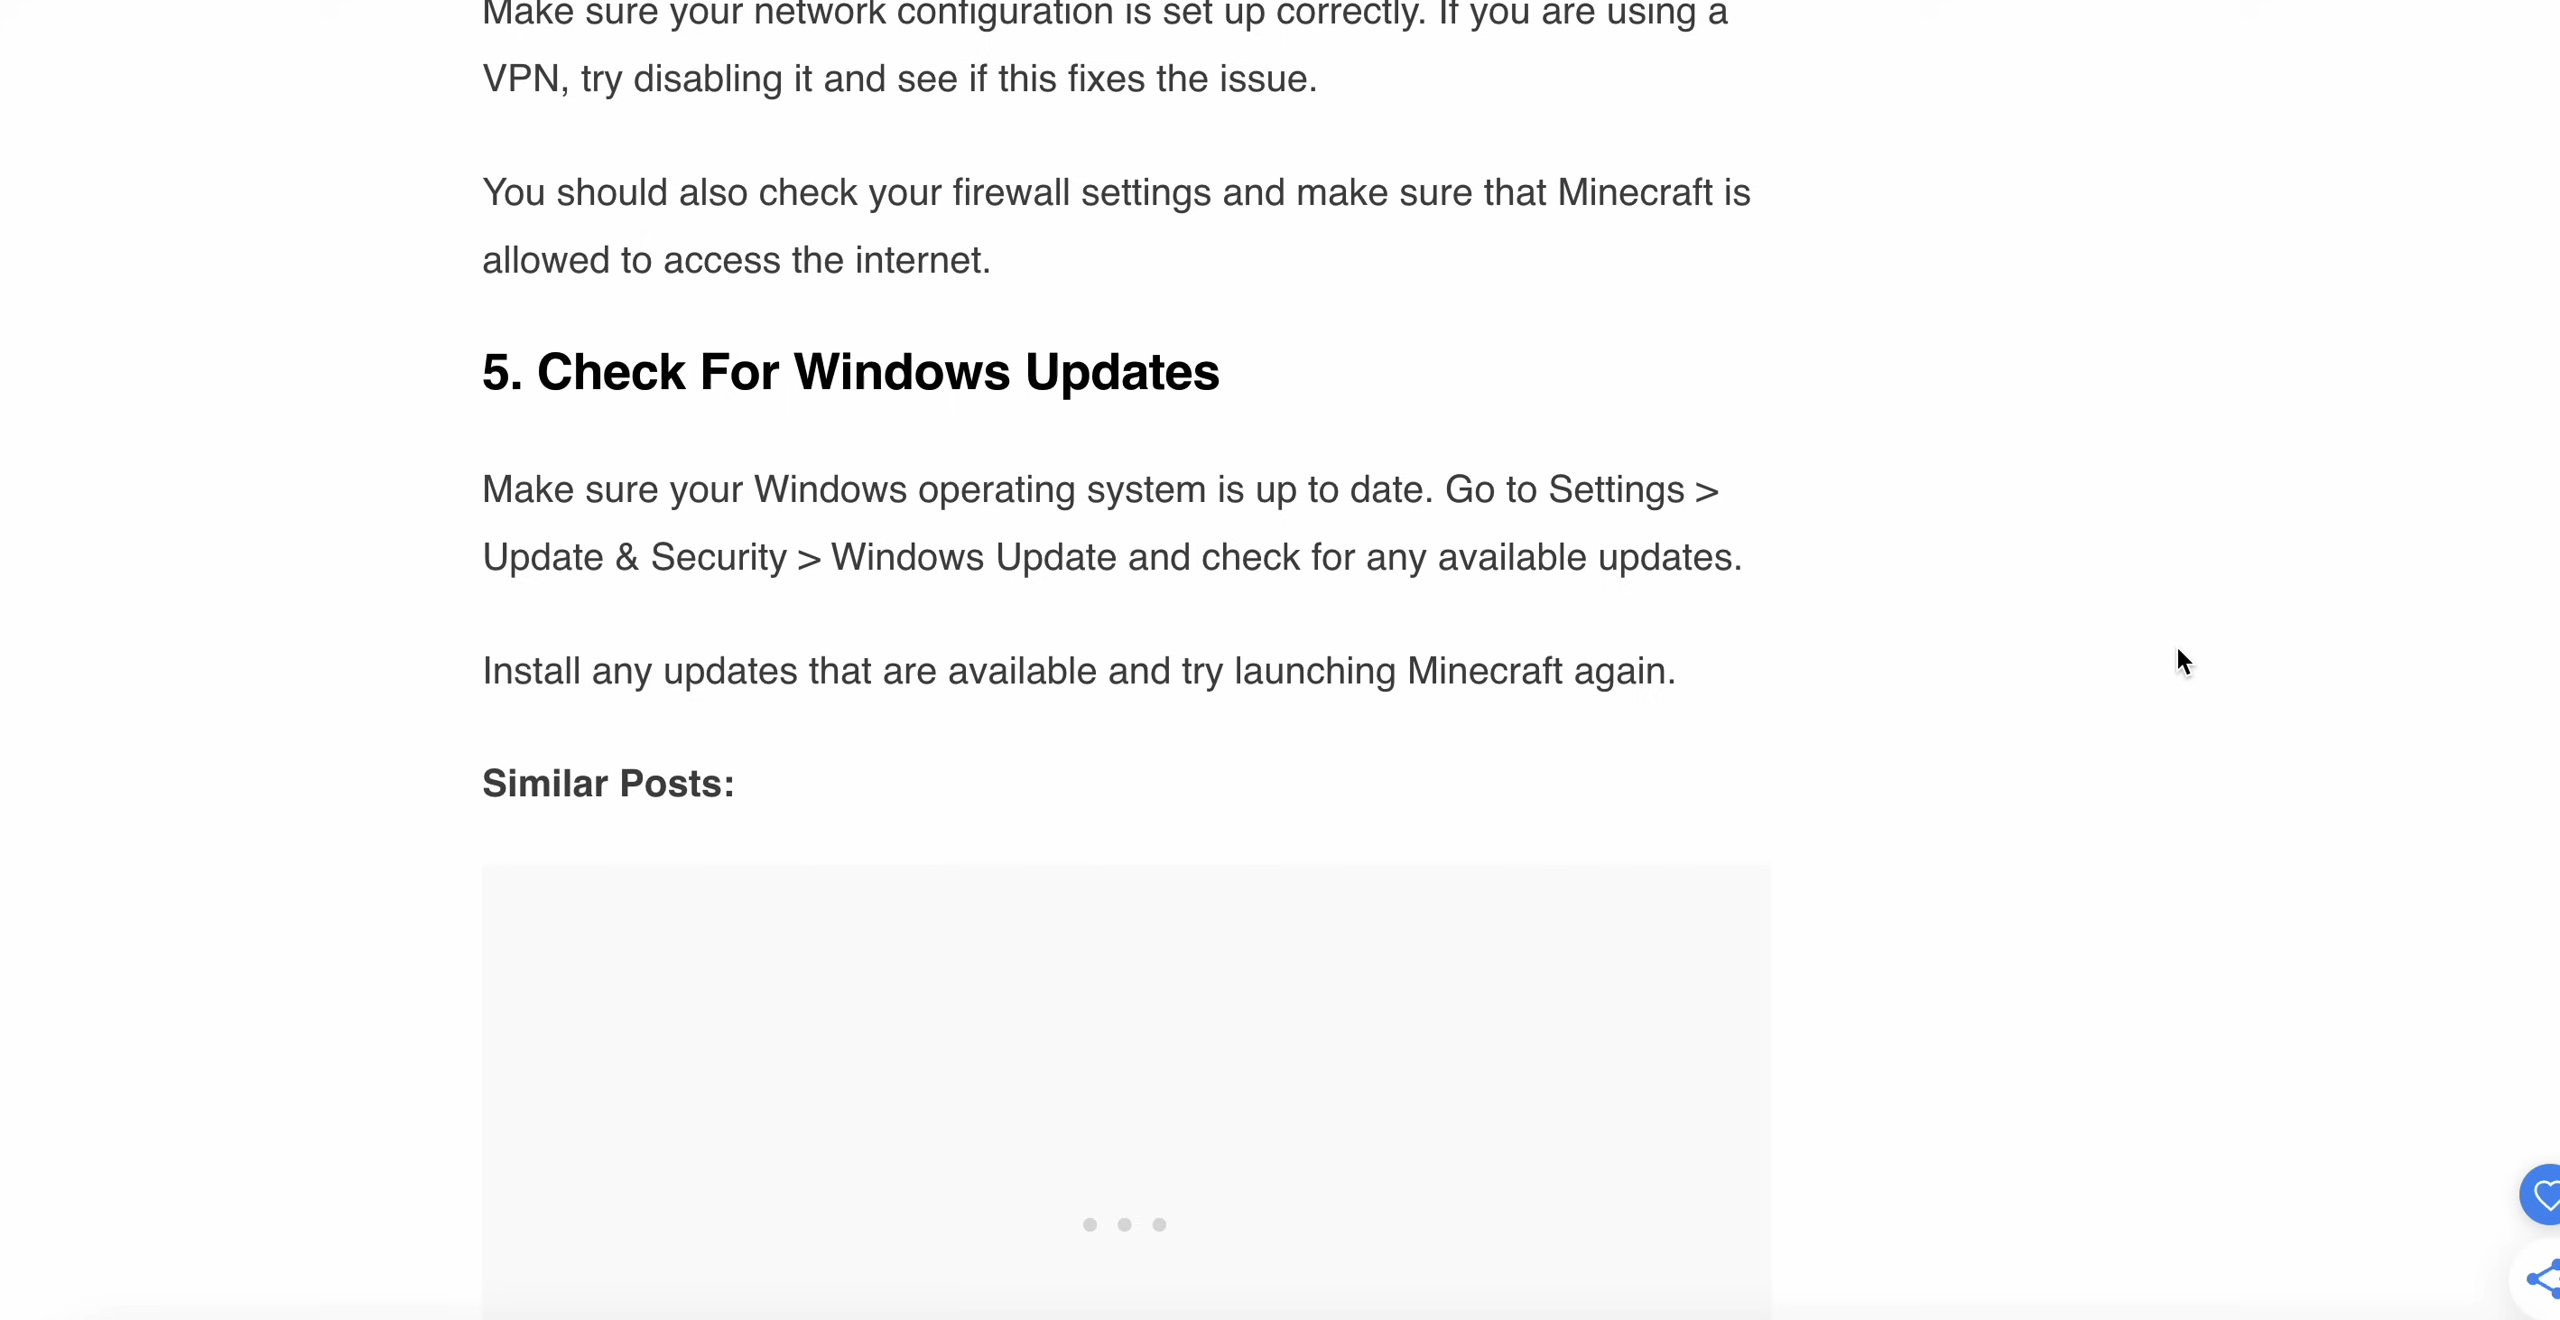 Make sure your network configuration is set up correctly. If you are using a
VPN, try disabling it and see if this fixes the issue.
You should also check your firewall settings and make sure that Minecraft is
allowed to access the internet.
5. Check For Windows Updates
Make sure your Windows operating system is up to date. Go to Settings >
Update & Security > Windows Update and check for any available updates.
Install any updates that are available and try launching Minecraft again.
Similar Posts: